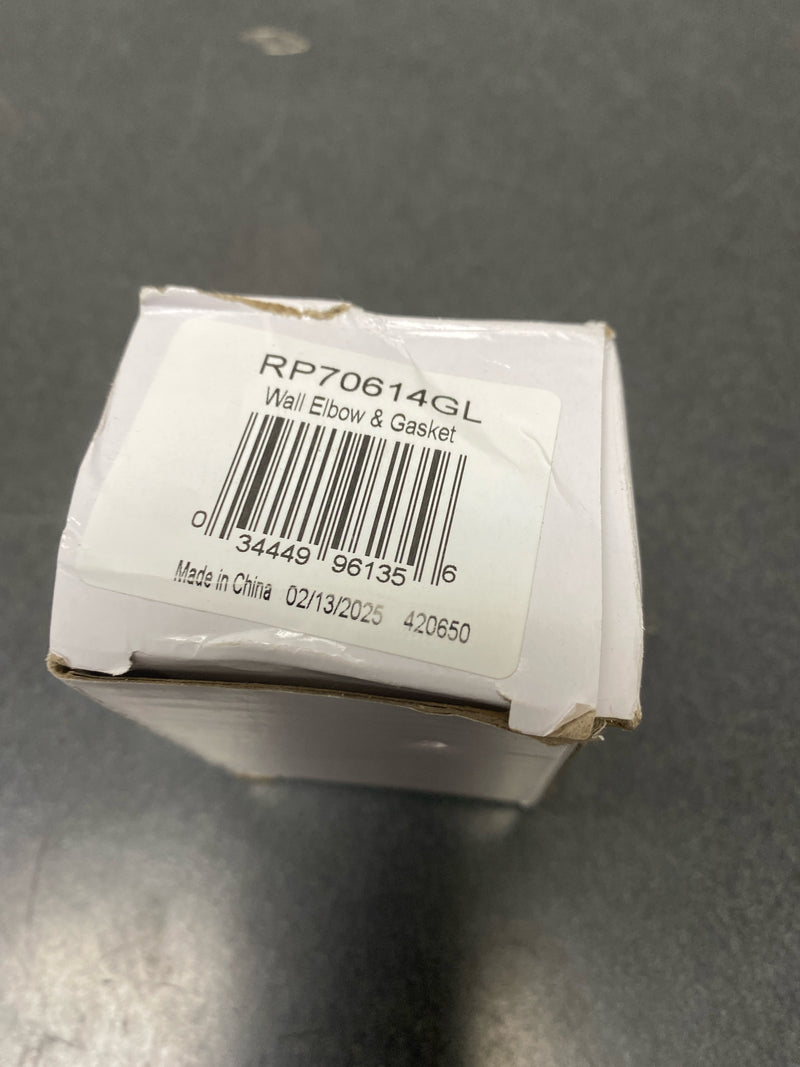 RP70614GL
Wall Elbow & Gasket
0 34449 96135 6
Made in China 02/13/2025 420650